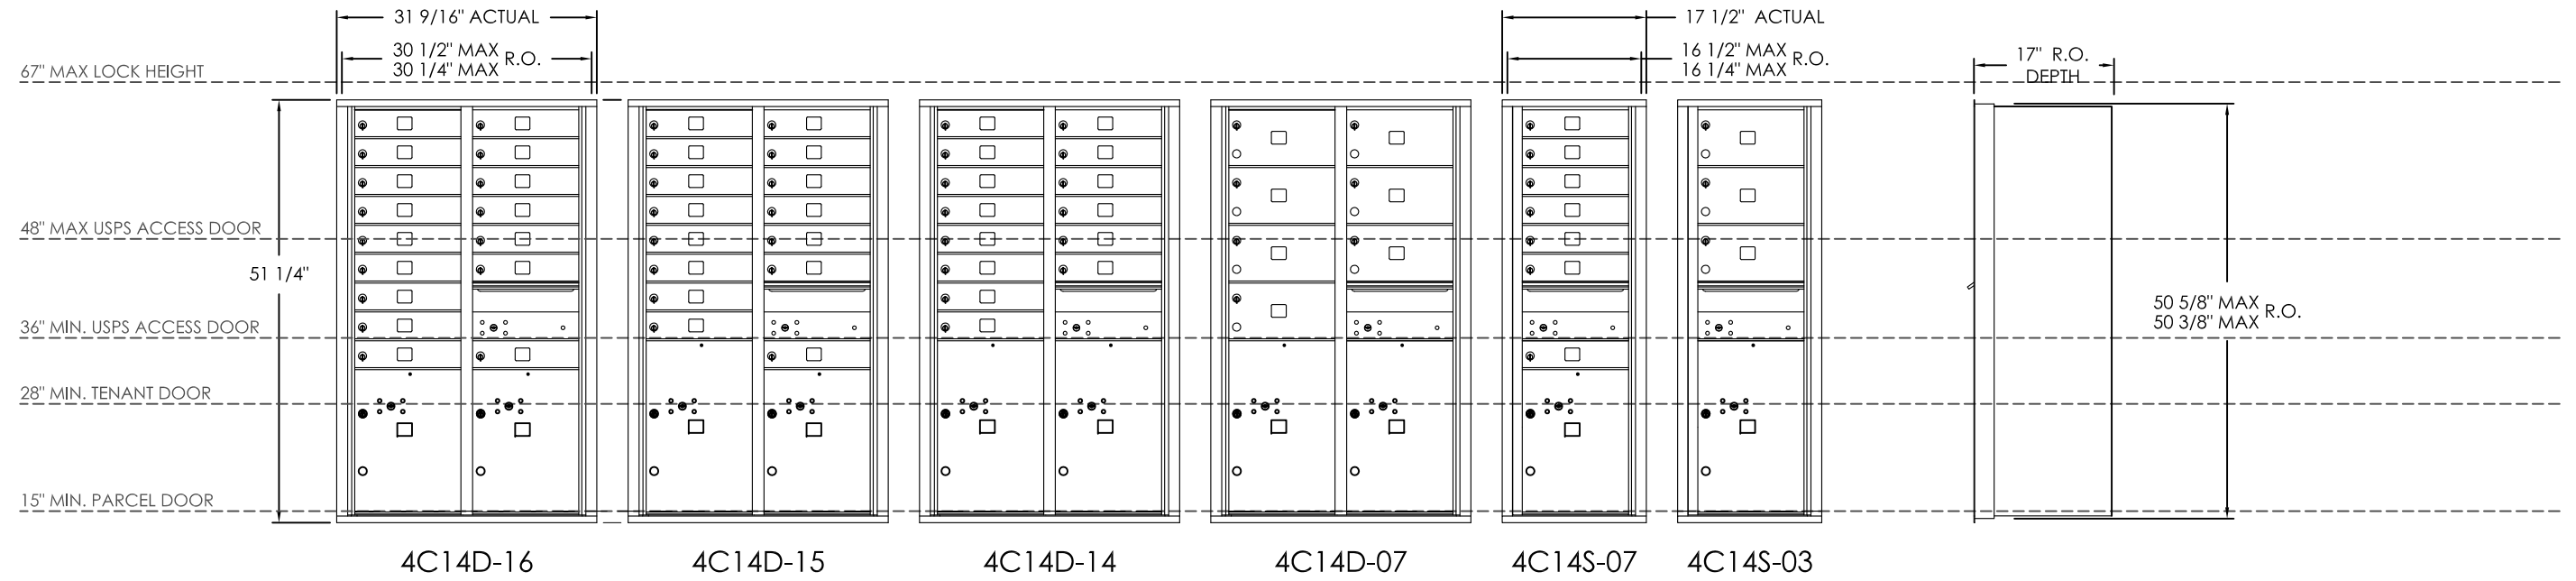 31 9/16" ACTUAL
30 1/2" MAX
30 1/4" MAX
R.O.
17 1/2" ACTUAL
16 1/2" MAX
16 1/4" MAX
R.O.
17" R.O.
DEPTH
67" MAX LOCK HEIGHT
48" MAX USPS ACCESS DOOR
51 1/4"
36" MIN. USPS ACCESS DOOR
50 5/8" MAX
50 3/8" MAX
R.O.
28" MIN. TENANT DOOR
15" MIN. PARCEL DOOR
4C14D-16
4C14D-15
4C14D-14
4C14D-07
4C14S-07
4C14S-03